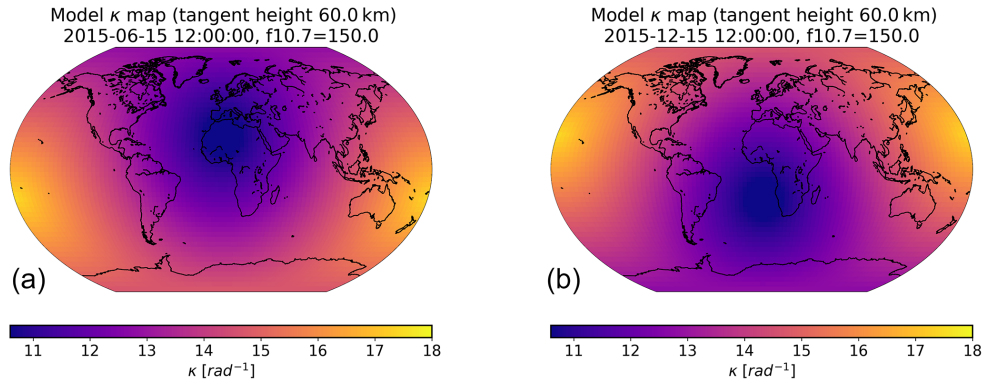 Model κ map (tangent height 60.0 km)
2015-06-15 12:00:00, f10.7=150.0
(a)
11 12 13 14 15 16 17 18
κ [rad⁻¹]
Model κ map (tangent height 60.0 km)
2015-12-15 12:00:00, f10.7=150.0
(b)
11 12 13 14 15 16 17 18
κ [rad⁻¹]